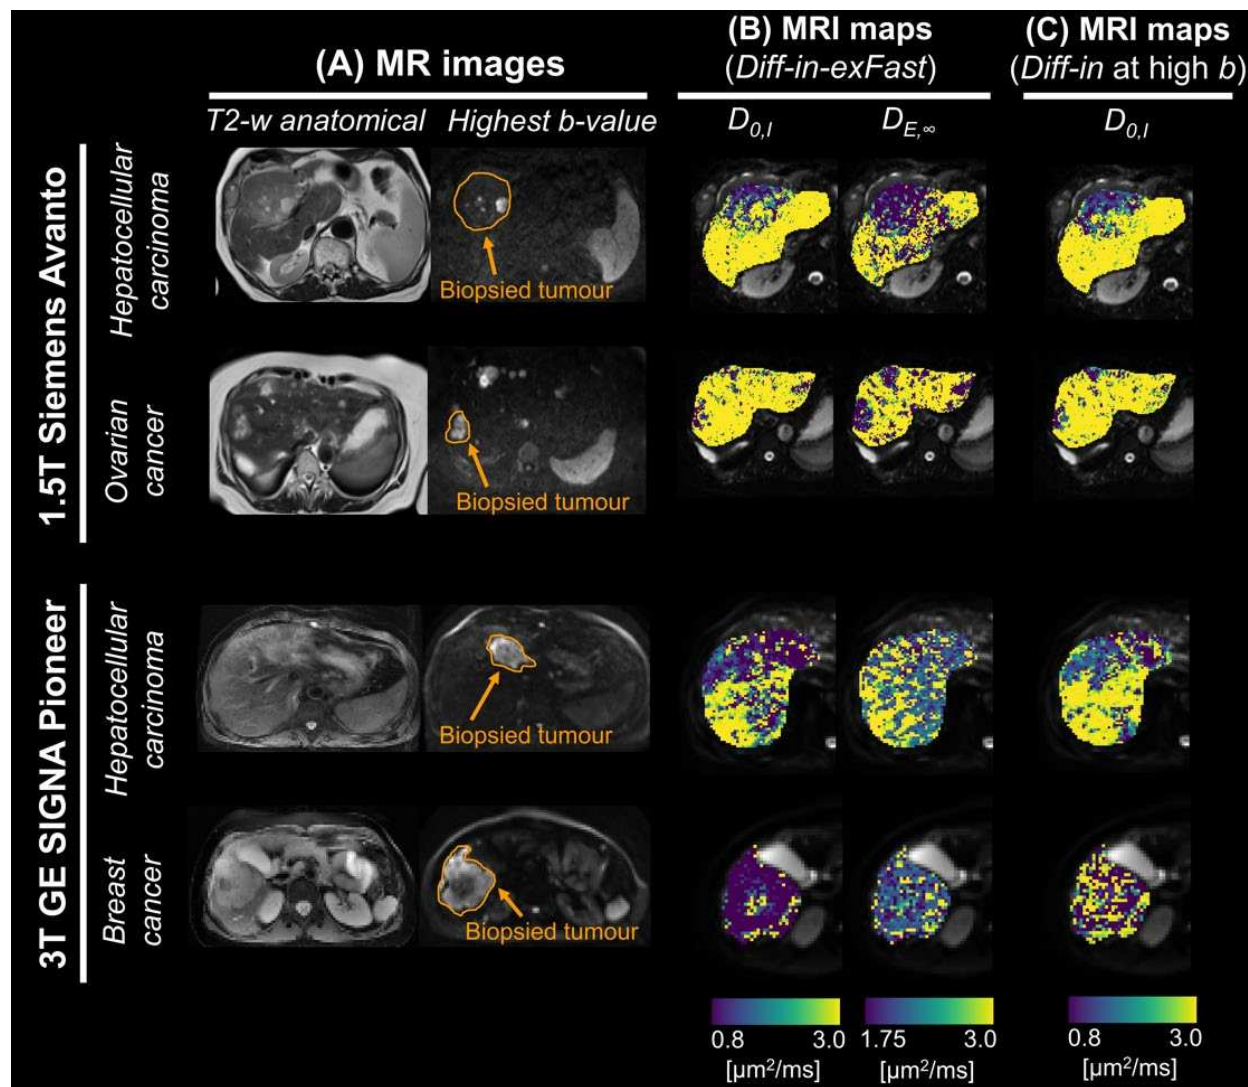 (A) MR images
(B) MRI maps
(Diff-in-exFast)
(C) MRI maps
(Diff-in at high b)
T2-w anatomical
Highest b-value
D0,I
DE,∞
D0,I
1.5T Siemens Avanto
Hepatocellular
carcinoma
Biopsied tumour
Ovarian
cancer
Biopsied tumour
3T GE SIGNA Pioneer
Hepatocellular
carcinoma
Biopsied tumour
Breast
cancer
Biopsied tumour
0.8 3.0
[µm²/ms]
1.75 3.0
[µm²/ms]
0.8 3.0
[µm²/ms]